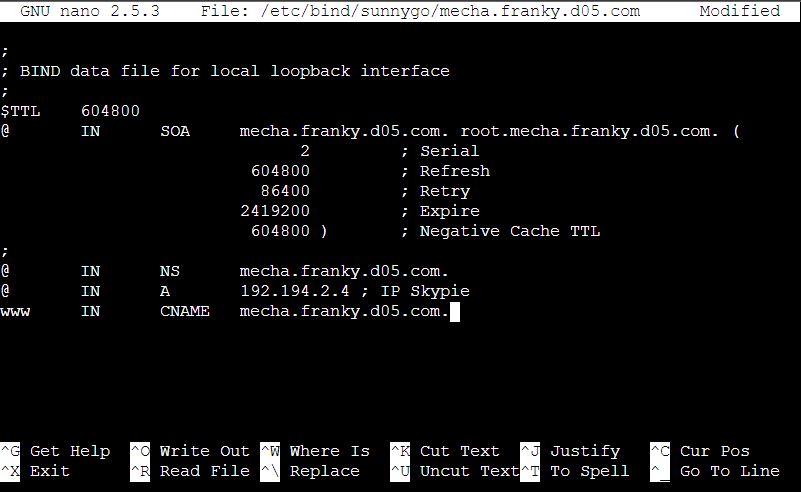 GNU nano 2.5.3    File: /etc/bind/sunnygo/mecha.franky.d05.com    Modified
;
; BIND data file for local loopback interface
;
$TTL    604800
@       IN      SOA     mecha.franky.d05.com. root.mecha.franky.d05.com. (
                              2         ; Serial
                         604800         ; Refresh
                          86400         ; Retry
                        2419200         ; Expire
                         604800 )       ; Negative Cache TTL
;
@       IN      NS      mecha.franky.d05.com.
@       IN      A       192.194.2.4 ; IP Skypie
www     IN      CNAME   mecha.franky.d05.com.
^G Get Help  ^O Write Out ^W Where Is  ^K Cut Text  ^J Justify   ^C Cur Pos
^X Exit      ^R Read File ^\ Replace   ^U Uncut Text^T To Spell  ^_ Go To Line